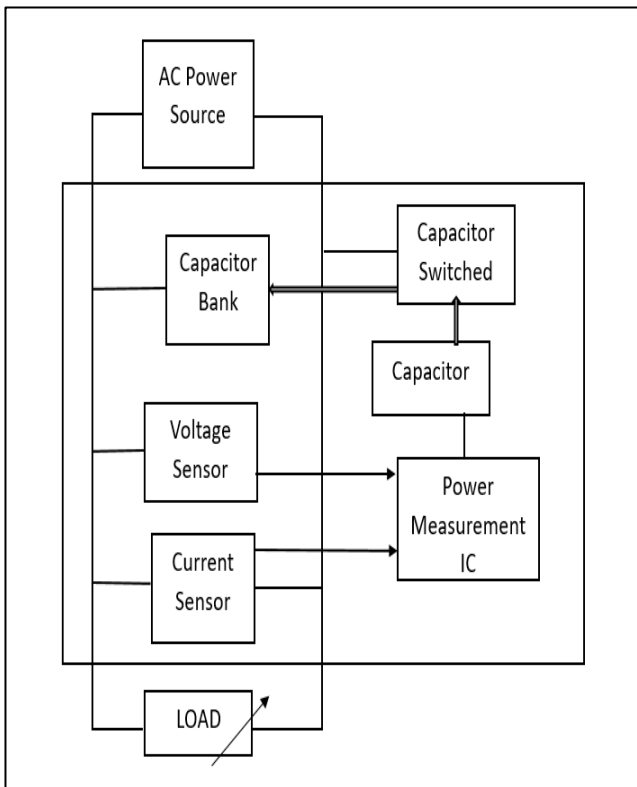 AC Power
Source
Capacitor
Switched
Capacitor
Bank
Capacitor
Voltage
Sensor
Power
Measurement
IC
Current
Sensor
LOAD